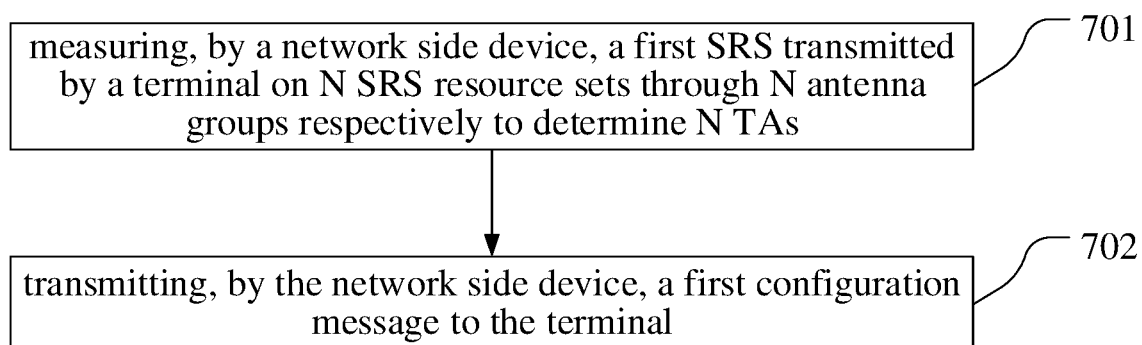 measuring, by a network side device, a first SRS transmitted
by a terminal on N SRS resource sets through N antenna
groups respectively to determine N TAs
701
transmitting, by the network side device, a first configuration
message to the terminal
702